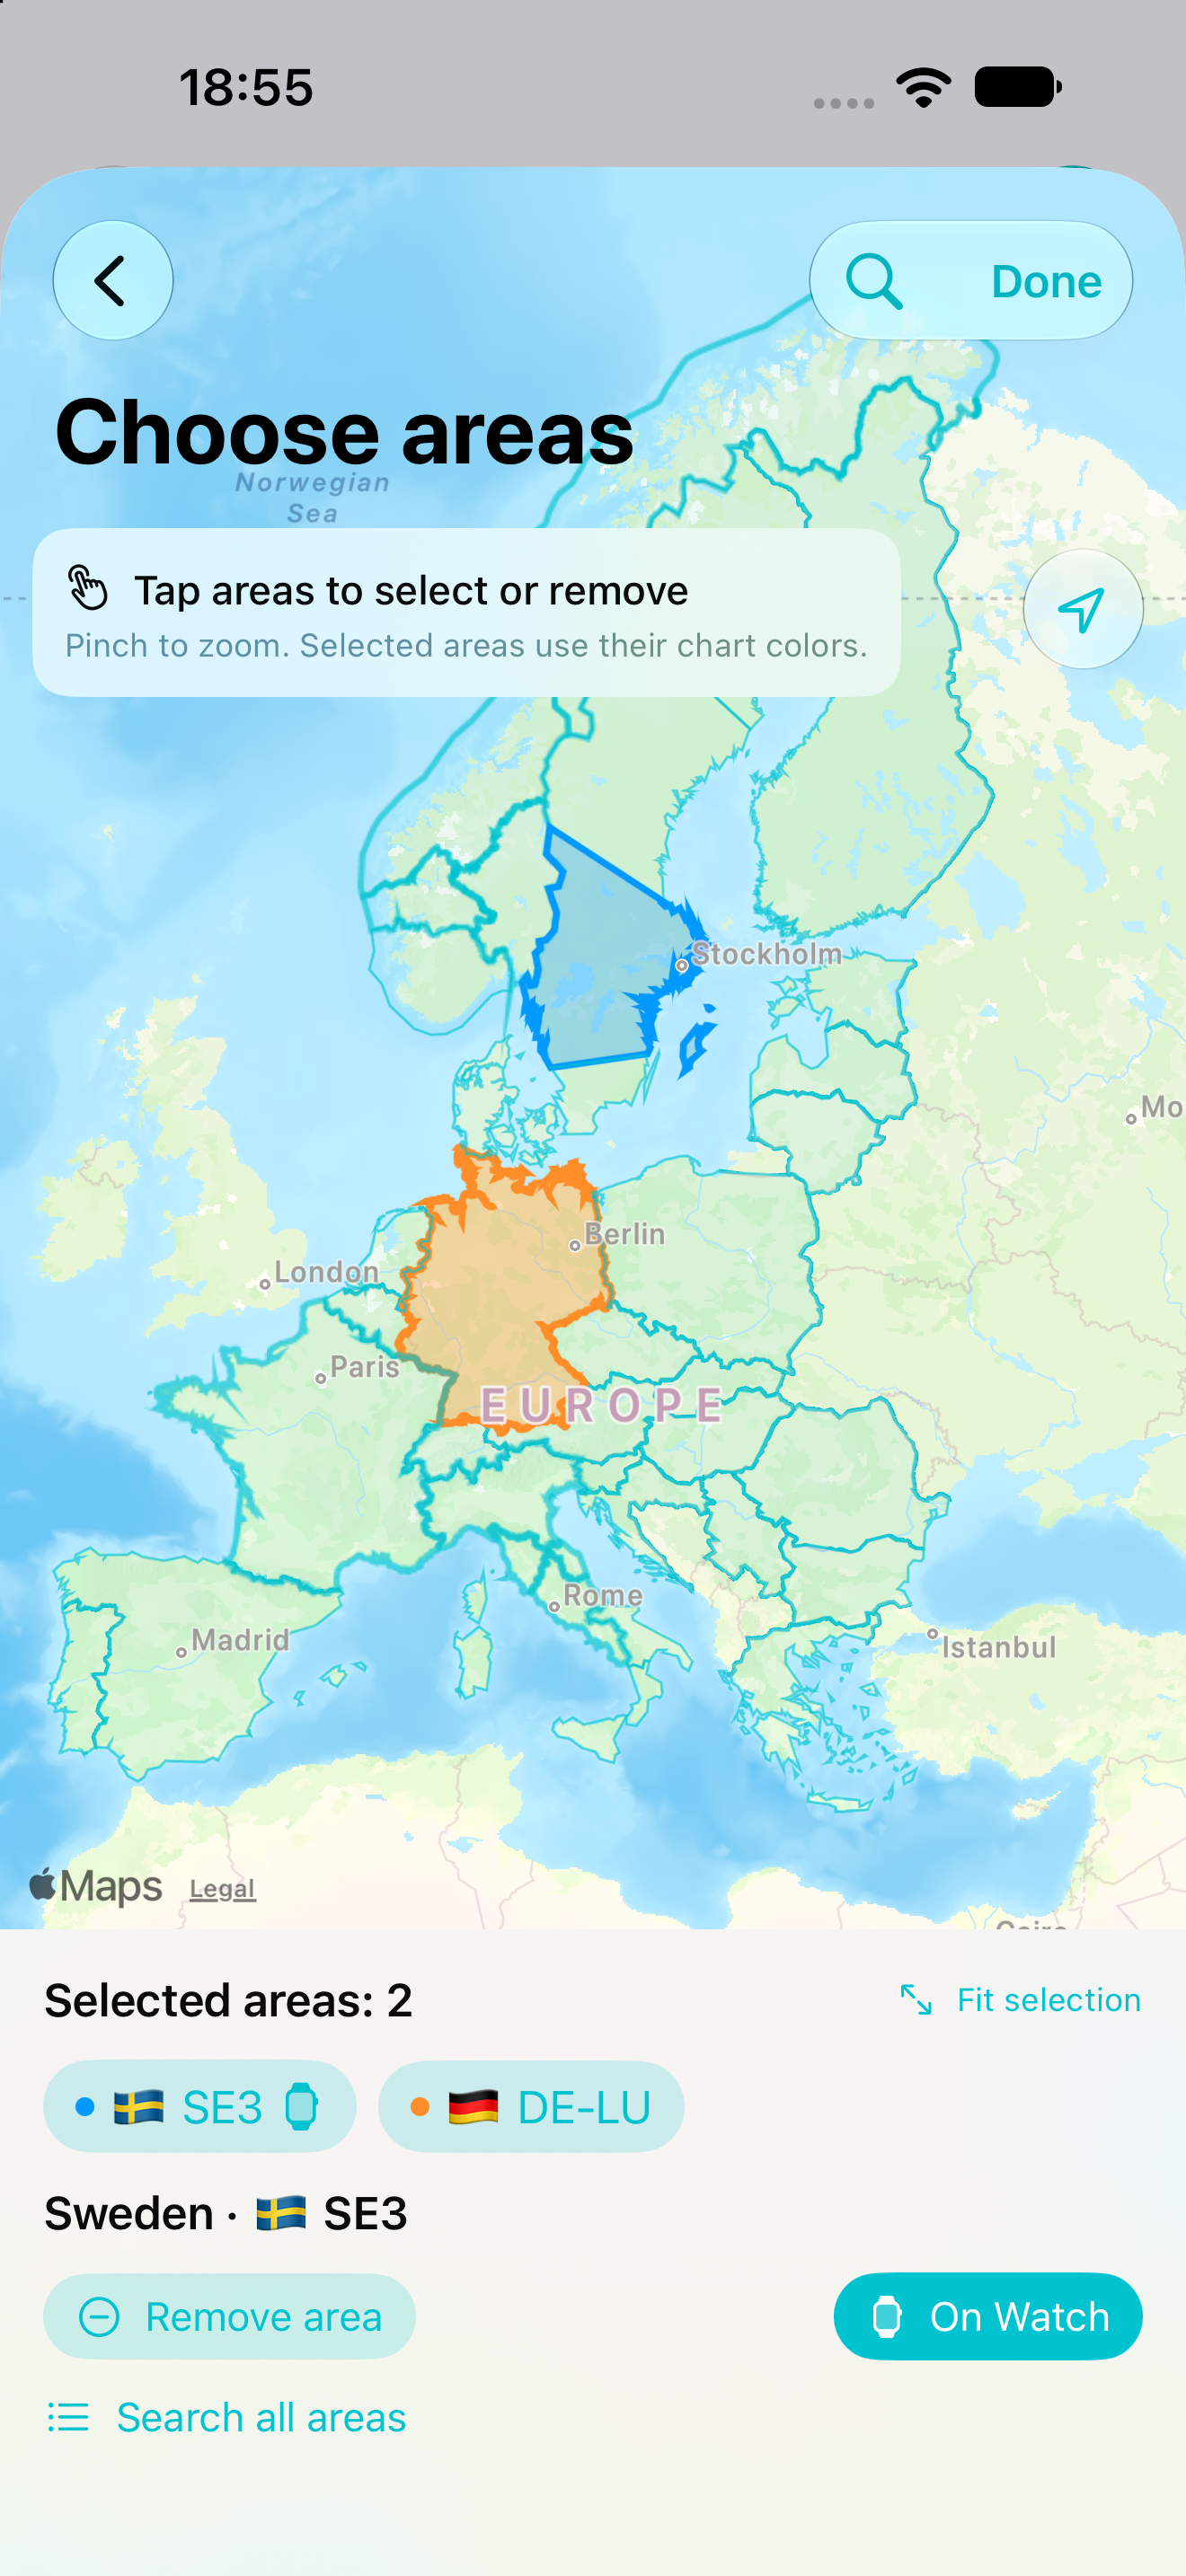 18:55
Done
Choose areas
Norwegian
Sea
Tap areas to select or remove
Pinch to zoom. Selected areas use their chart colors.
Stockholm
Mo
Berlin
London
Paris
EUROPE
Rome
Madrid
Istanbul
Maps Legal
Selected areas: 2
Fit selection
SE3
DE-LU
Sweden · SE3
Remove area
On Watch
Search all areas